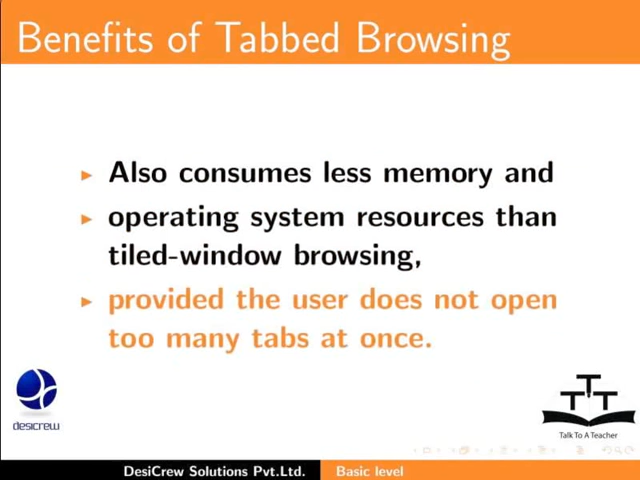 Benefits of Tabbed Browsing
Also consumes less memory and
operating system resources than
tiled-window browsing,
provided the user does not open
too many tabs at once.
desicrew
TTT
Talk To A Teacher
DesiCrew Solutions Pvt.Ltd. Basic level